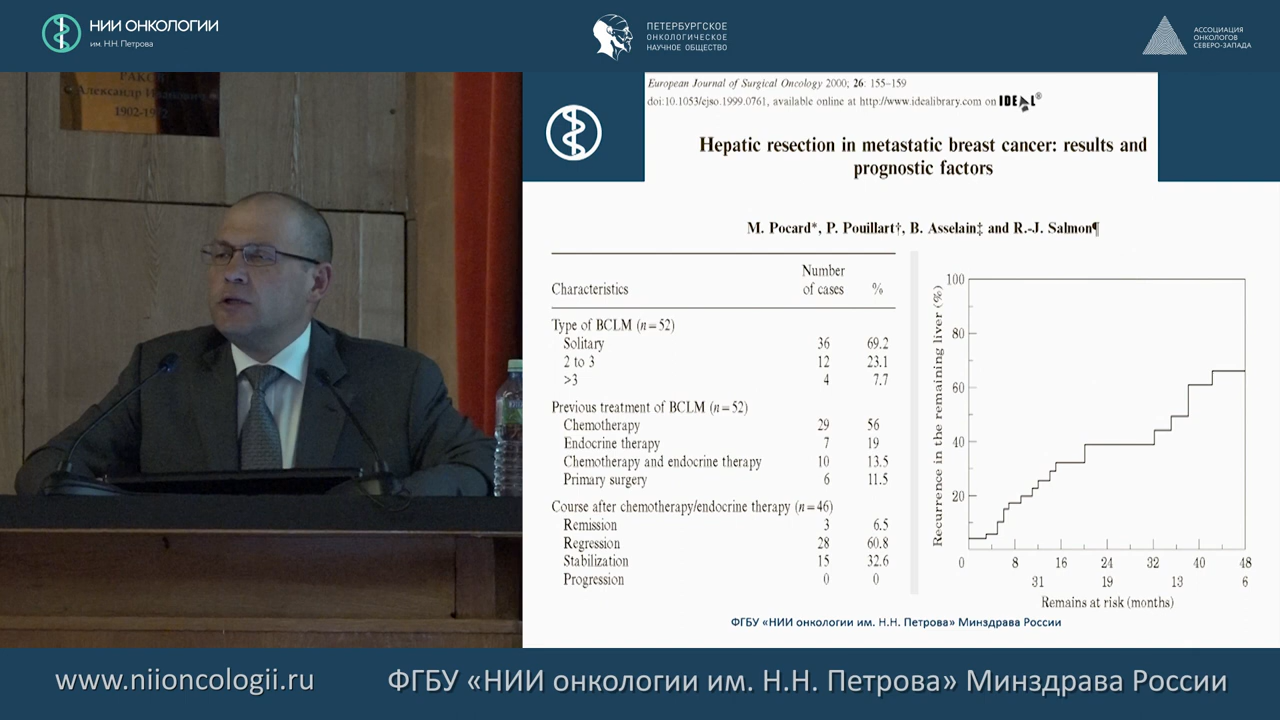 НИИ ОНКОЛОГИИ
им. Н.Н. Петрова
ПЕТЕРБУРГСКОЕ
ОНКОЛОГИЧЕСКОЕ
НАУЧНОЕ ОБЩЕСТВО
АССОЦИАЦИЯ
ОНКОЛОГОВ
СЕВЕРО-ЗАПАДА
Александр
1902-19
European Journal of Surgical Oncology 2000; 26: 155–159
doi:10.1053/ejso.1999.0761, available online at http://www.idealibrary.com on IDEAL®
Hepatic resection in metastatic breast cancer: results and
prognostic factors
M. Pocard*, P. Pouillart†, B. Asselain‡ and R.-J. Salmon¶
Number
Characteristics of cases %
Type of BCLM (n=52)
Solitary 36 69.2
2 to 3 12 23.1
>3 4 7.7
Previous treatment of BCLM (n=52)
Chemotherapy 29 56
Endocrine therapy 7 19
Chemotherapy and endocrine therapy 10 13.5
Primary surgery 6 11.5
Course after chemotherapy/endocrine therapy (n=46)
Remission 3 6.5
Regression 28 60.8
Stabilization 15 32.6
Progression 0 0
Recurrence in the remaining liver (%)
100
80
60
40
20
0 8 16 24 32 40 48
31 19 13 6
Remains at risk (months)
ФГБУ «НИИ онкологии им. Н.Н. Петрова» Минздрава России
www.niioncologii.ru ФГБУ «НИИ онкологии им. Н.Н. Петрова» Минздрава России